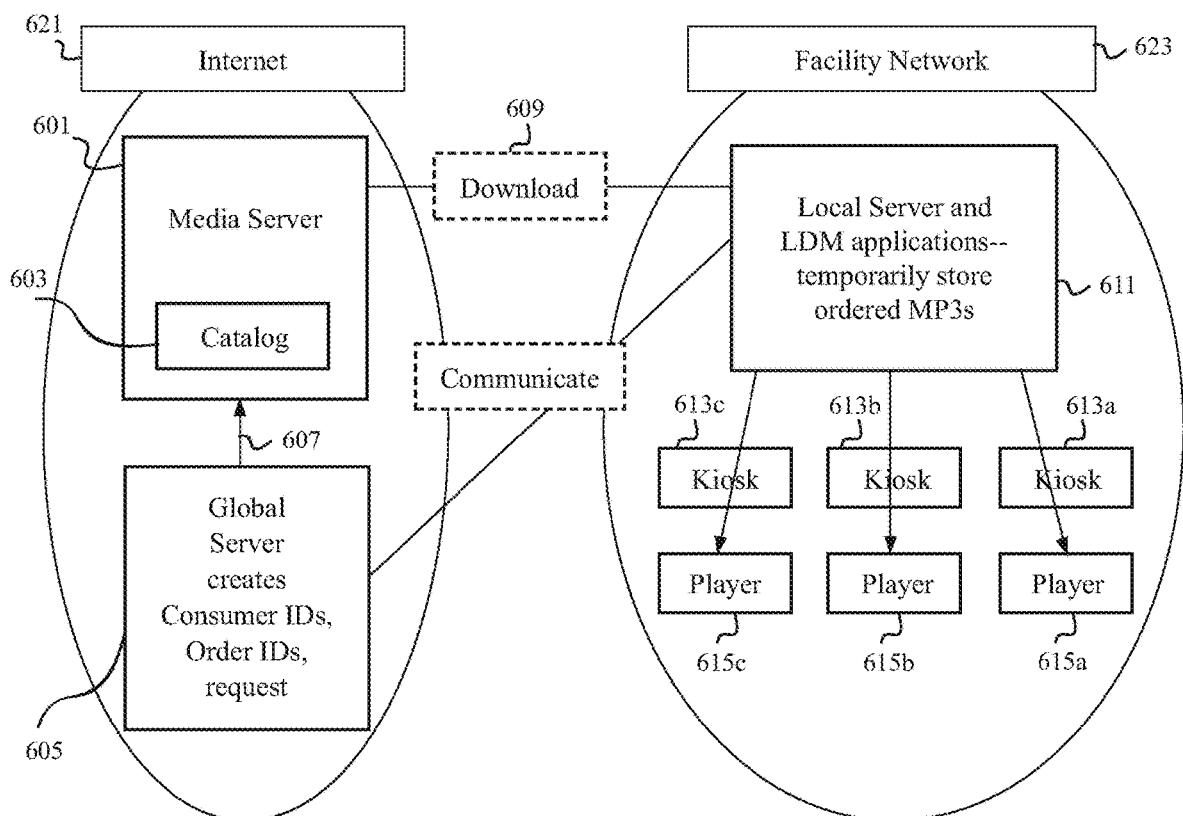 621
Internet
Facility Network
623
601
609
Media Server
Download
Local Server and
LDM applications--
temporarily store
ordered MP3s
611
603
Catalog
Communicate
607
613c
613b
613a
Kiosk
Kiosk
Kiosk
Global
Server
creates
Consumer IDs,
Order IDs,
request
Player
Player
Player
615c
615b
615a
605